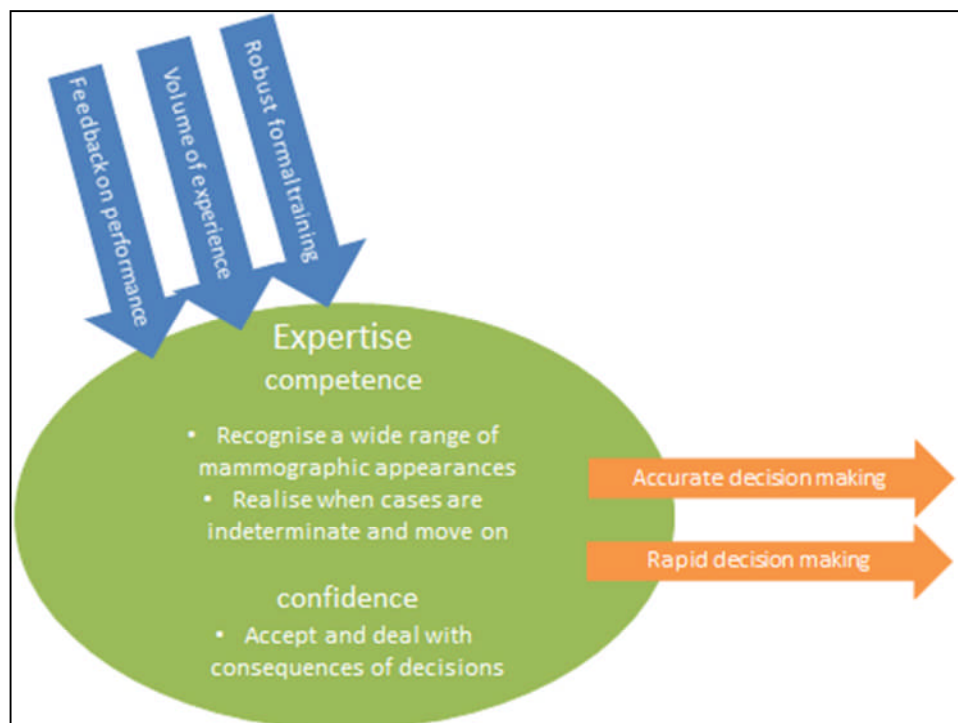 Feedback on performance
Volume of experience
Robust formal training
Expertise
competence
• Recognise a wide range of
mammographic appearances
• Realise when cases are
indeterminate and move on
confidence
• Accept and deal with
consequences of decisions
Accurate decision making
Rapid decision making